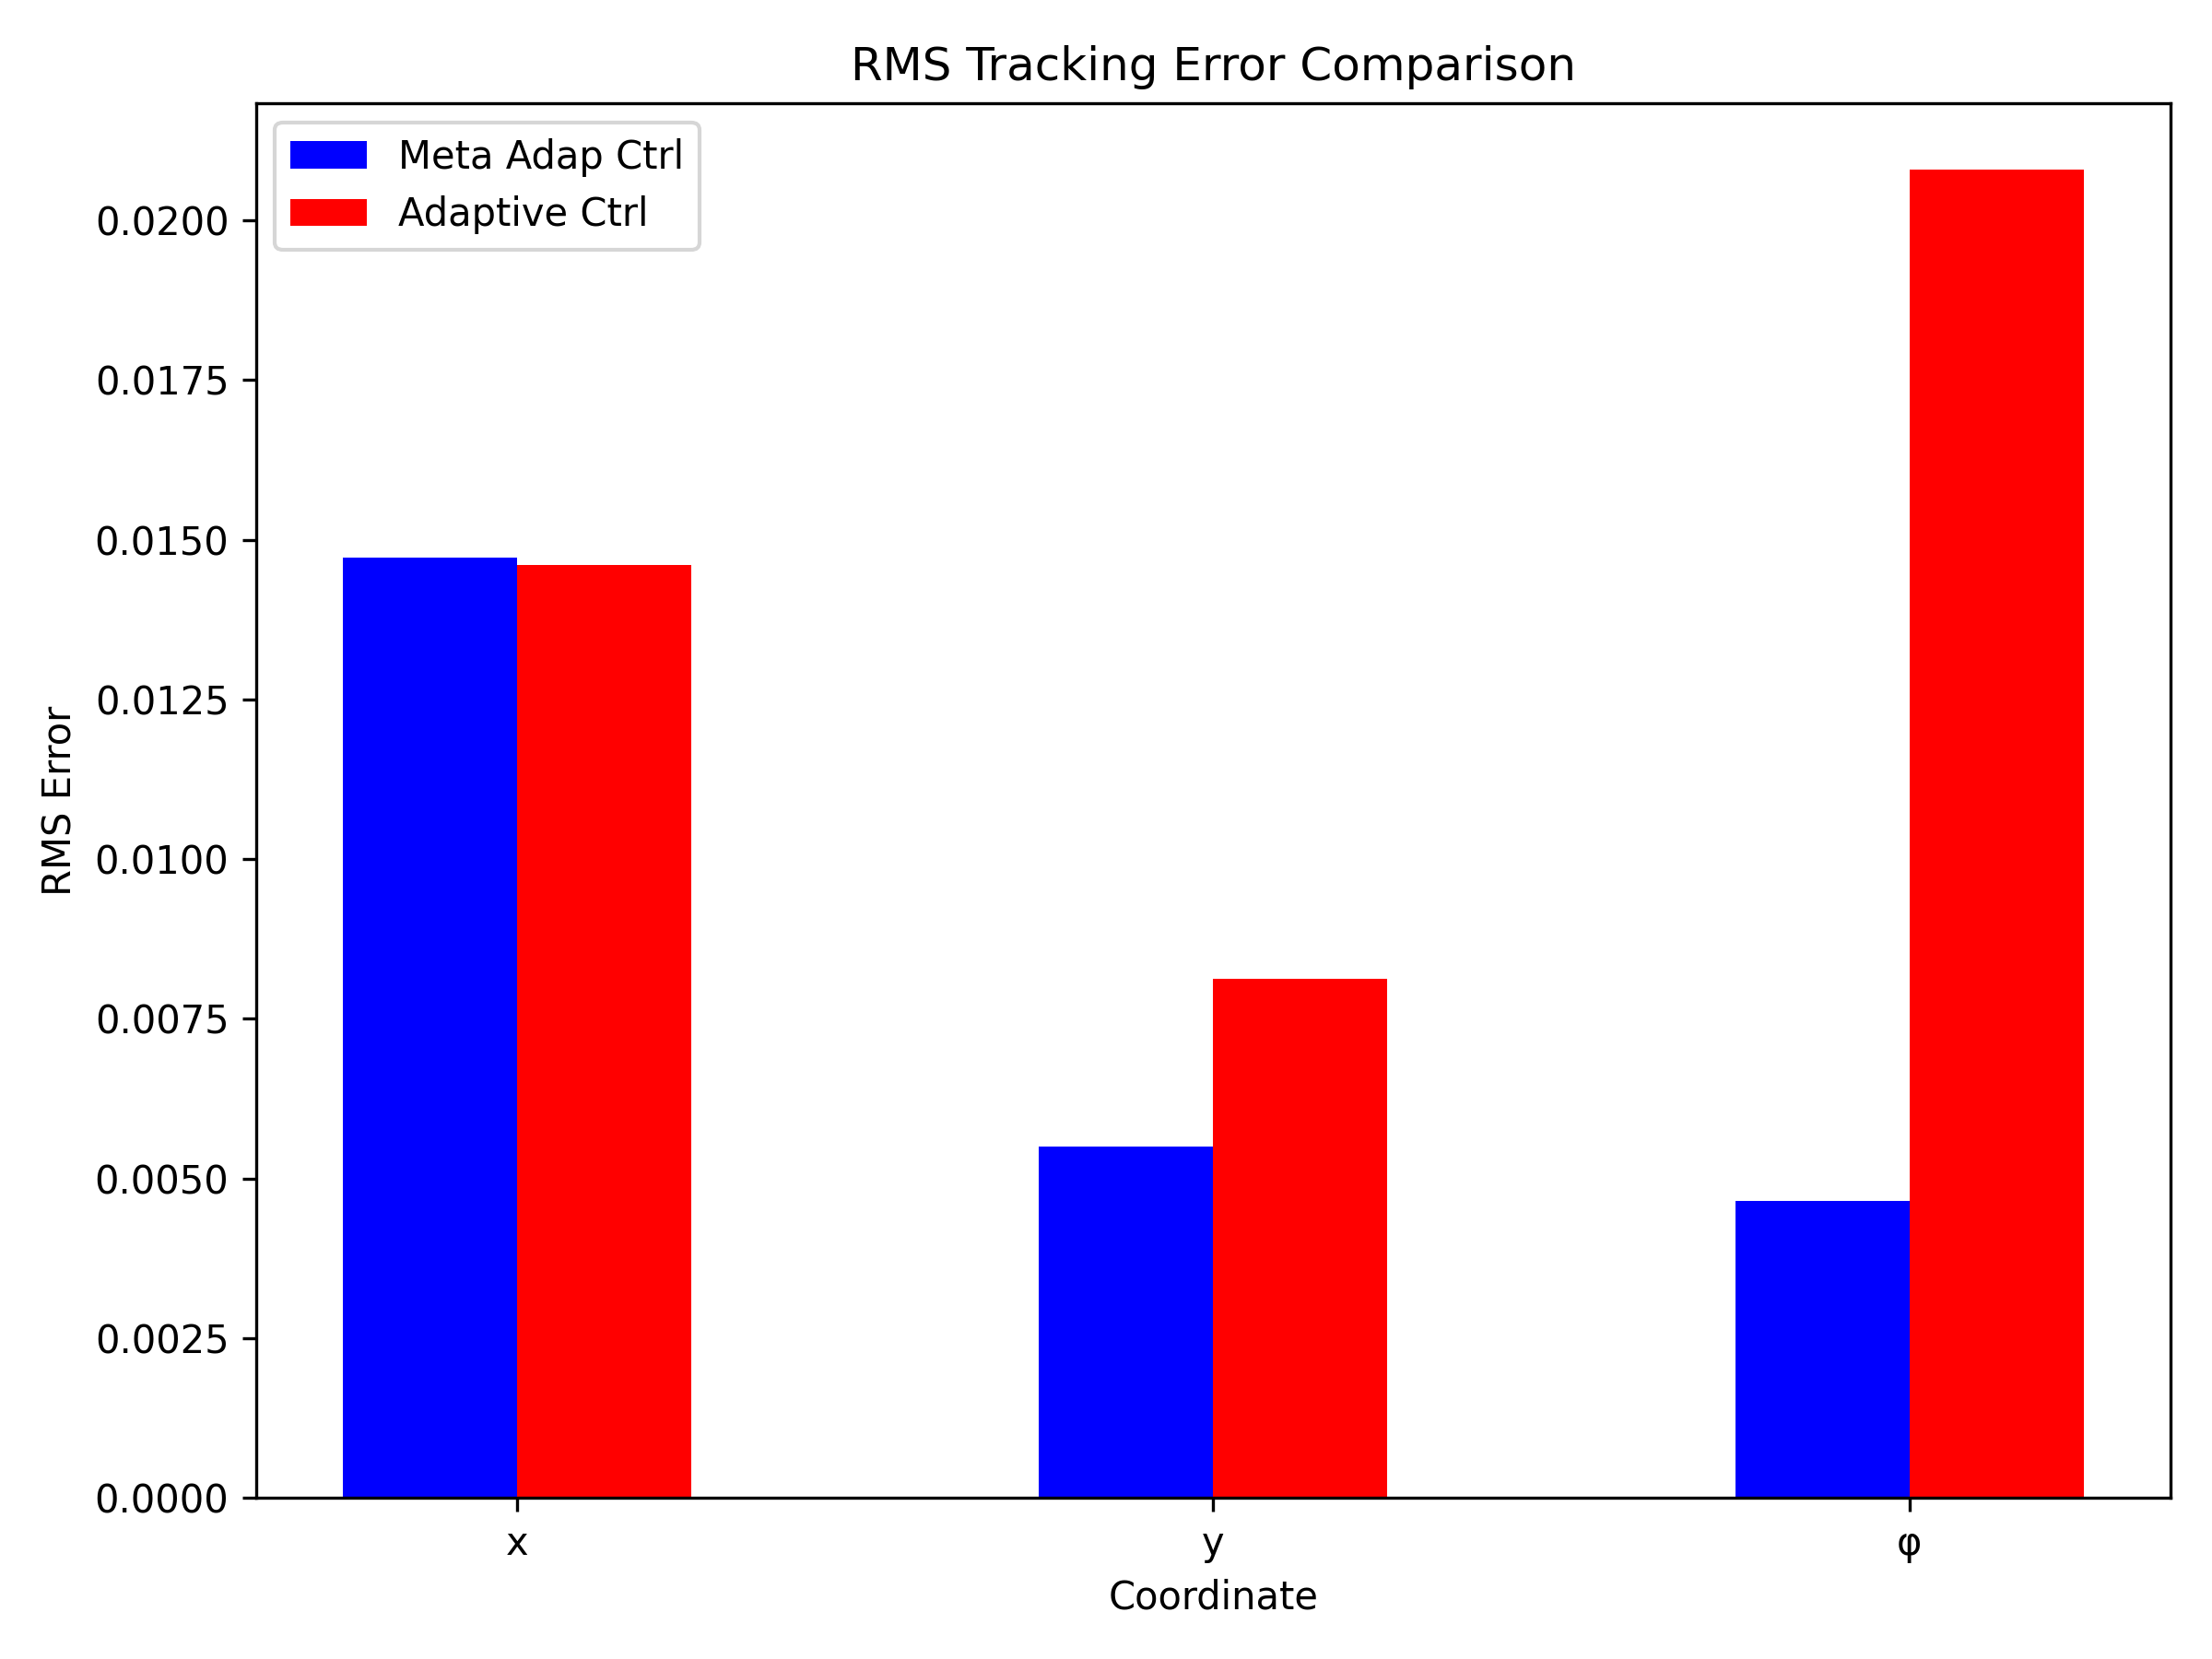 RMS Tracking Error Comparison
Meta Adap Ctrl
Adaptive Ctrl
RMS Error
0.0200
0.0175
0.0150
0.0125
0.0100
0.0075
0.0050
0.0025
0.0000
x
y
φ
Coordinate